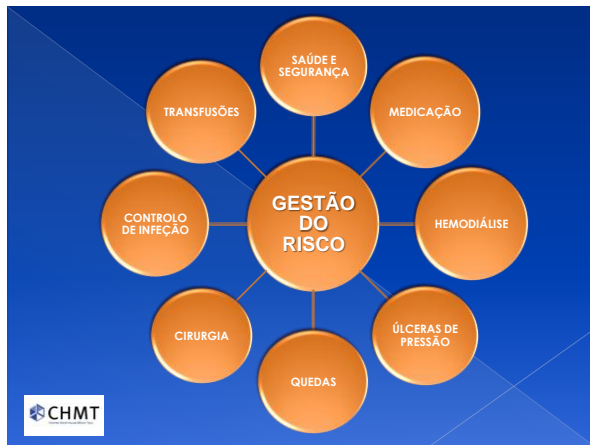 SAÚDE E
SEGURANÇA
MEDICAÇÃO
HEMODIÁLISE
ÚLCERAS DE
PRESSÃO
QUEDAS
CIRURGIA
CONTROLO
DE INFEÇÃO
TRANSFUSÕES
GESTÃO
DO
RISCO
CHMT